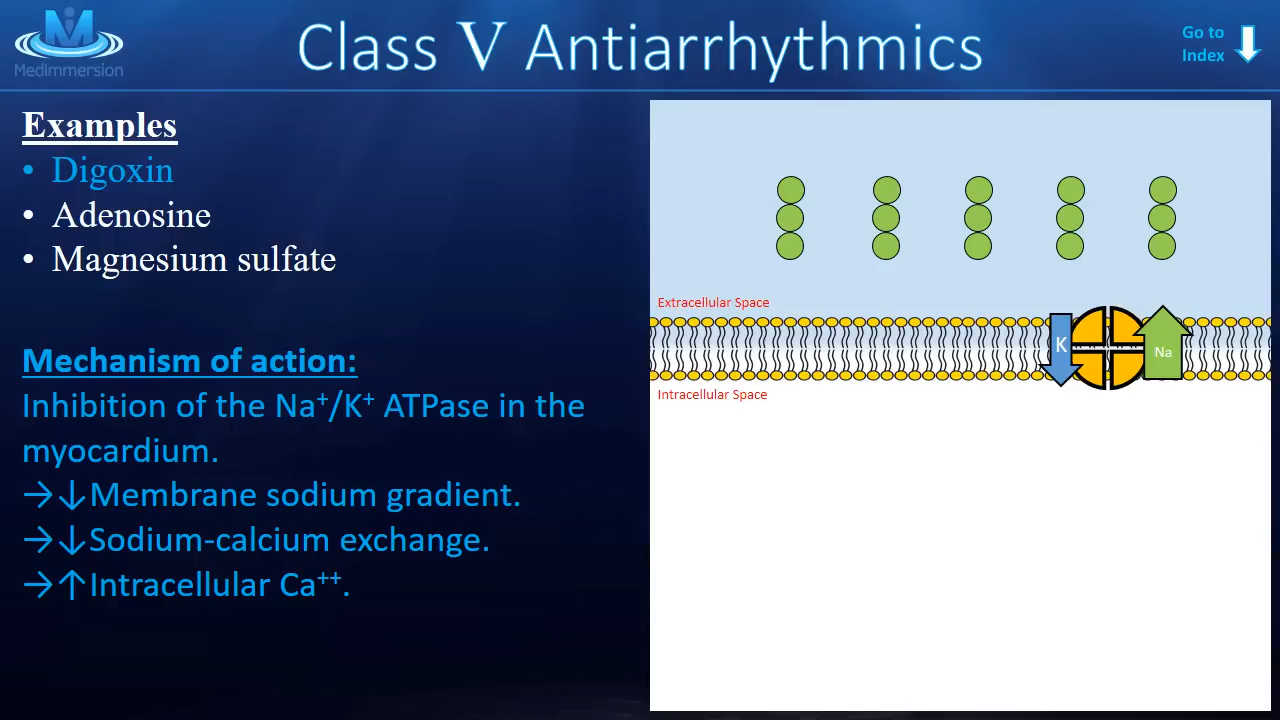 MedImmersion
Class V Antiarrhythmics
Go to
Index
Examples
• Digoxin
• Adenosine
• Magnesium sulfate
Mechanism of action:
Inhibition of the Na⁺/K⁺ ATPase in the
myocardium.
→↓Membrane sodium gradient.
→↓Sodium-calcium exchange.
→↑Intracellular Ca⁺⁺.
Extracellular Space
K
Na
Intracellular Space